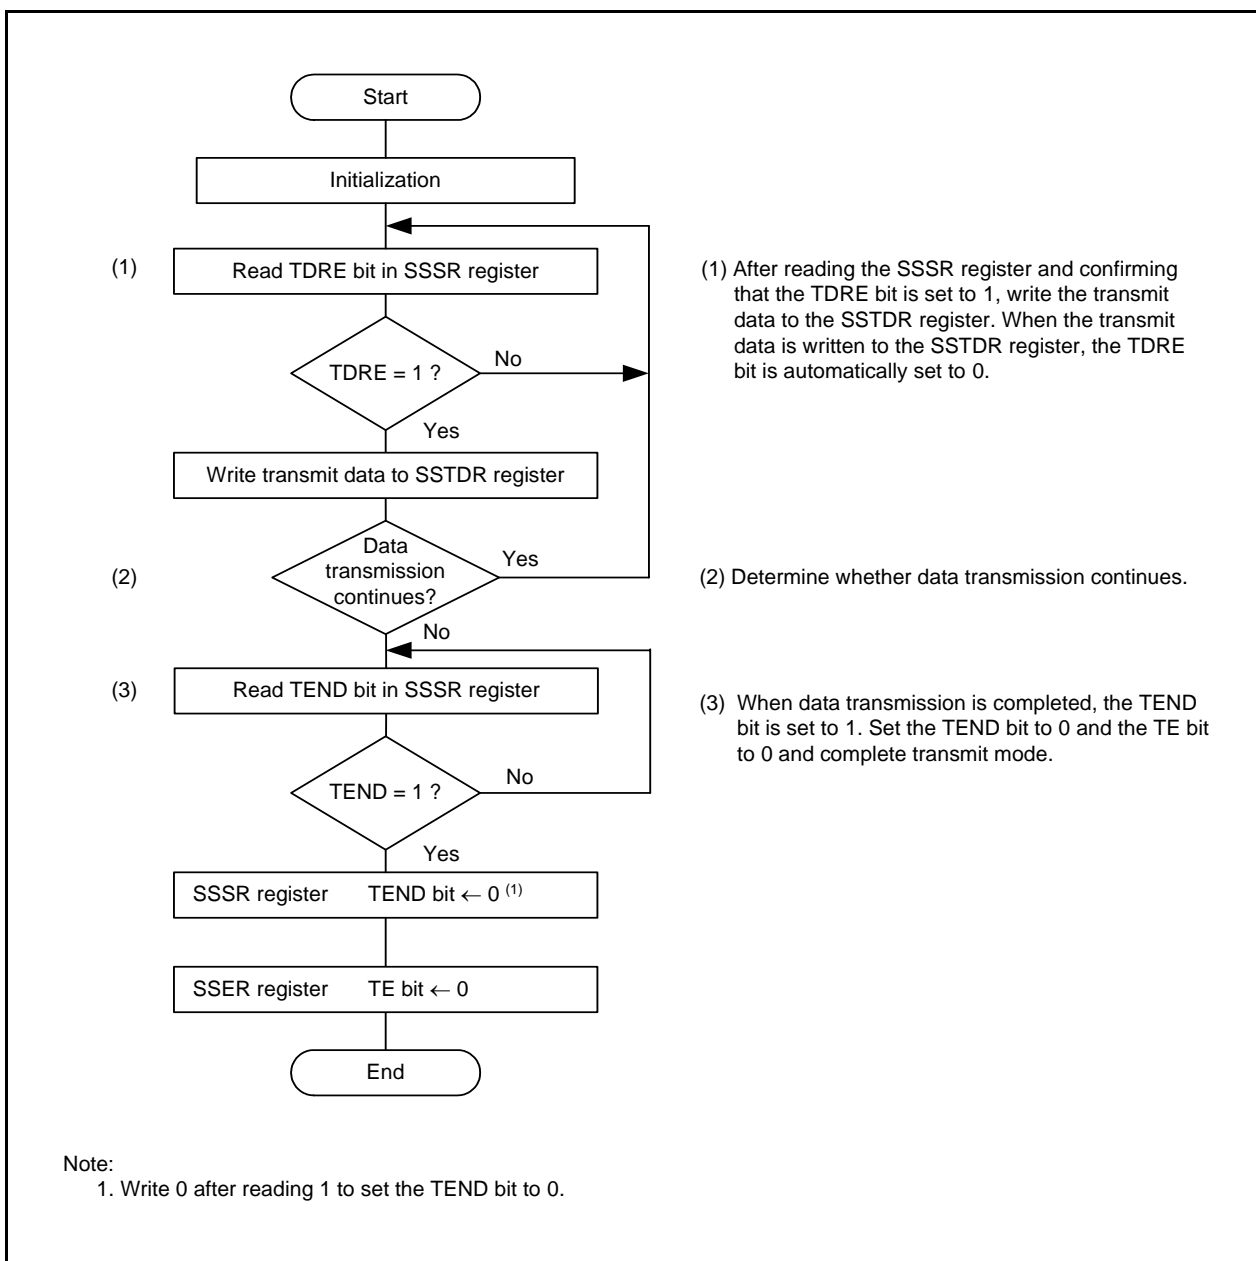 Start
Initialization
(1)
Read TDRE bit in SSSR register
TDRE = 1 ?
No
Yes
Write transmit data to SSTDR register
(2)
Data
transmission
continues?
Yes
No
(3)
Read TEND bit in SSSR register
TEND = 1 ?
No
Yes
SSSR register TEND bit ← 0 (1)
SSER register TE bit ← 0
End
(1) After reading the SSSR register and confirming
that the TDRE bit is set to 1, write the transmit
data to the SSTDR register. When the transmit
data is written to the SSTDR register, the TDRE
bit is automatically set to 0.
(2) Determine whether data transmission continues.
(3) When data transmission is completed, the TEND
bit is set to 1. Set the TEND bit to 0 and the TE bit
to 0 and complete transmit mode.
Note:
1. Write 0 after reading 1 to set the TEND bit to 0.